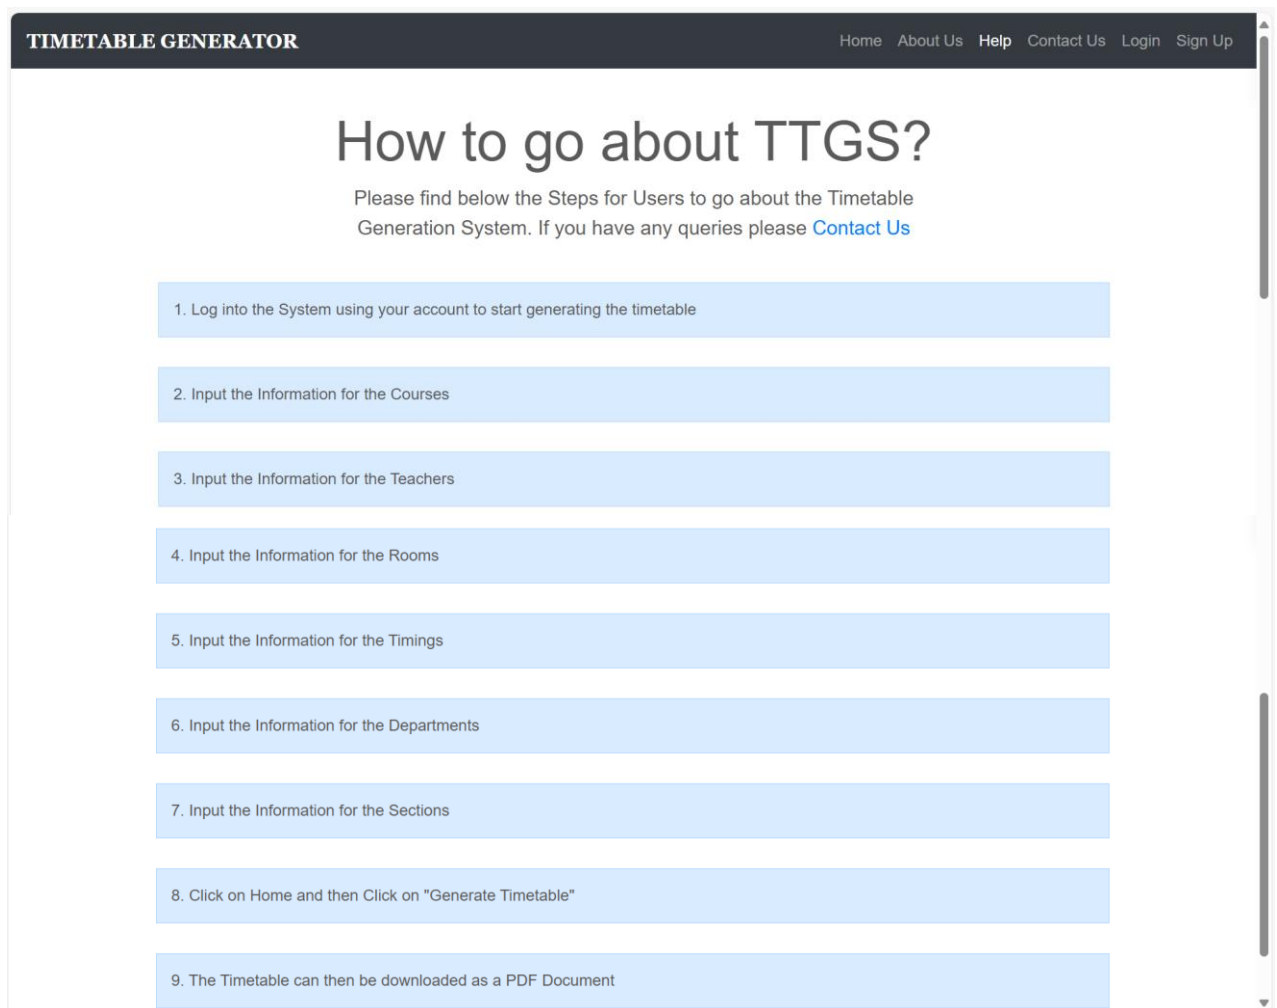 TIMETABLE GENERATOR
Home About Us Help Contact Us Login Sign Up
How to go about TTGS?
Please find below the Steps for Users to go about the Timetable
Generation System. If you have any queries please Contact Us
1. Log into the System using your account to start generating the timetable
2. Input the Information for the Courses
3. Input the Information for the Teachers
4. Input the Information for the Rooms
5. Input the Information for the Timings
6. Input the Information for the Departments
7. Input the Information for the Sections
8. Click on Home and then Click on "Generate Timetable"
9. The Timetable can then be downloaded as a PDF Document